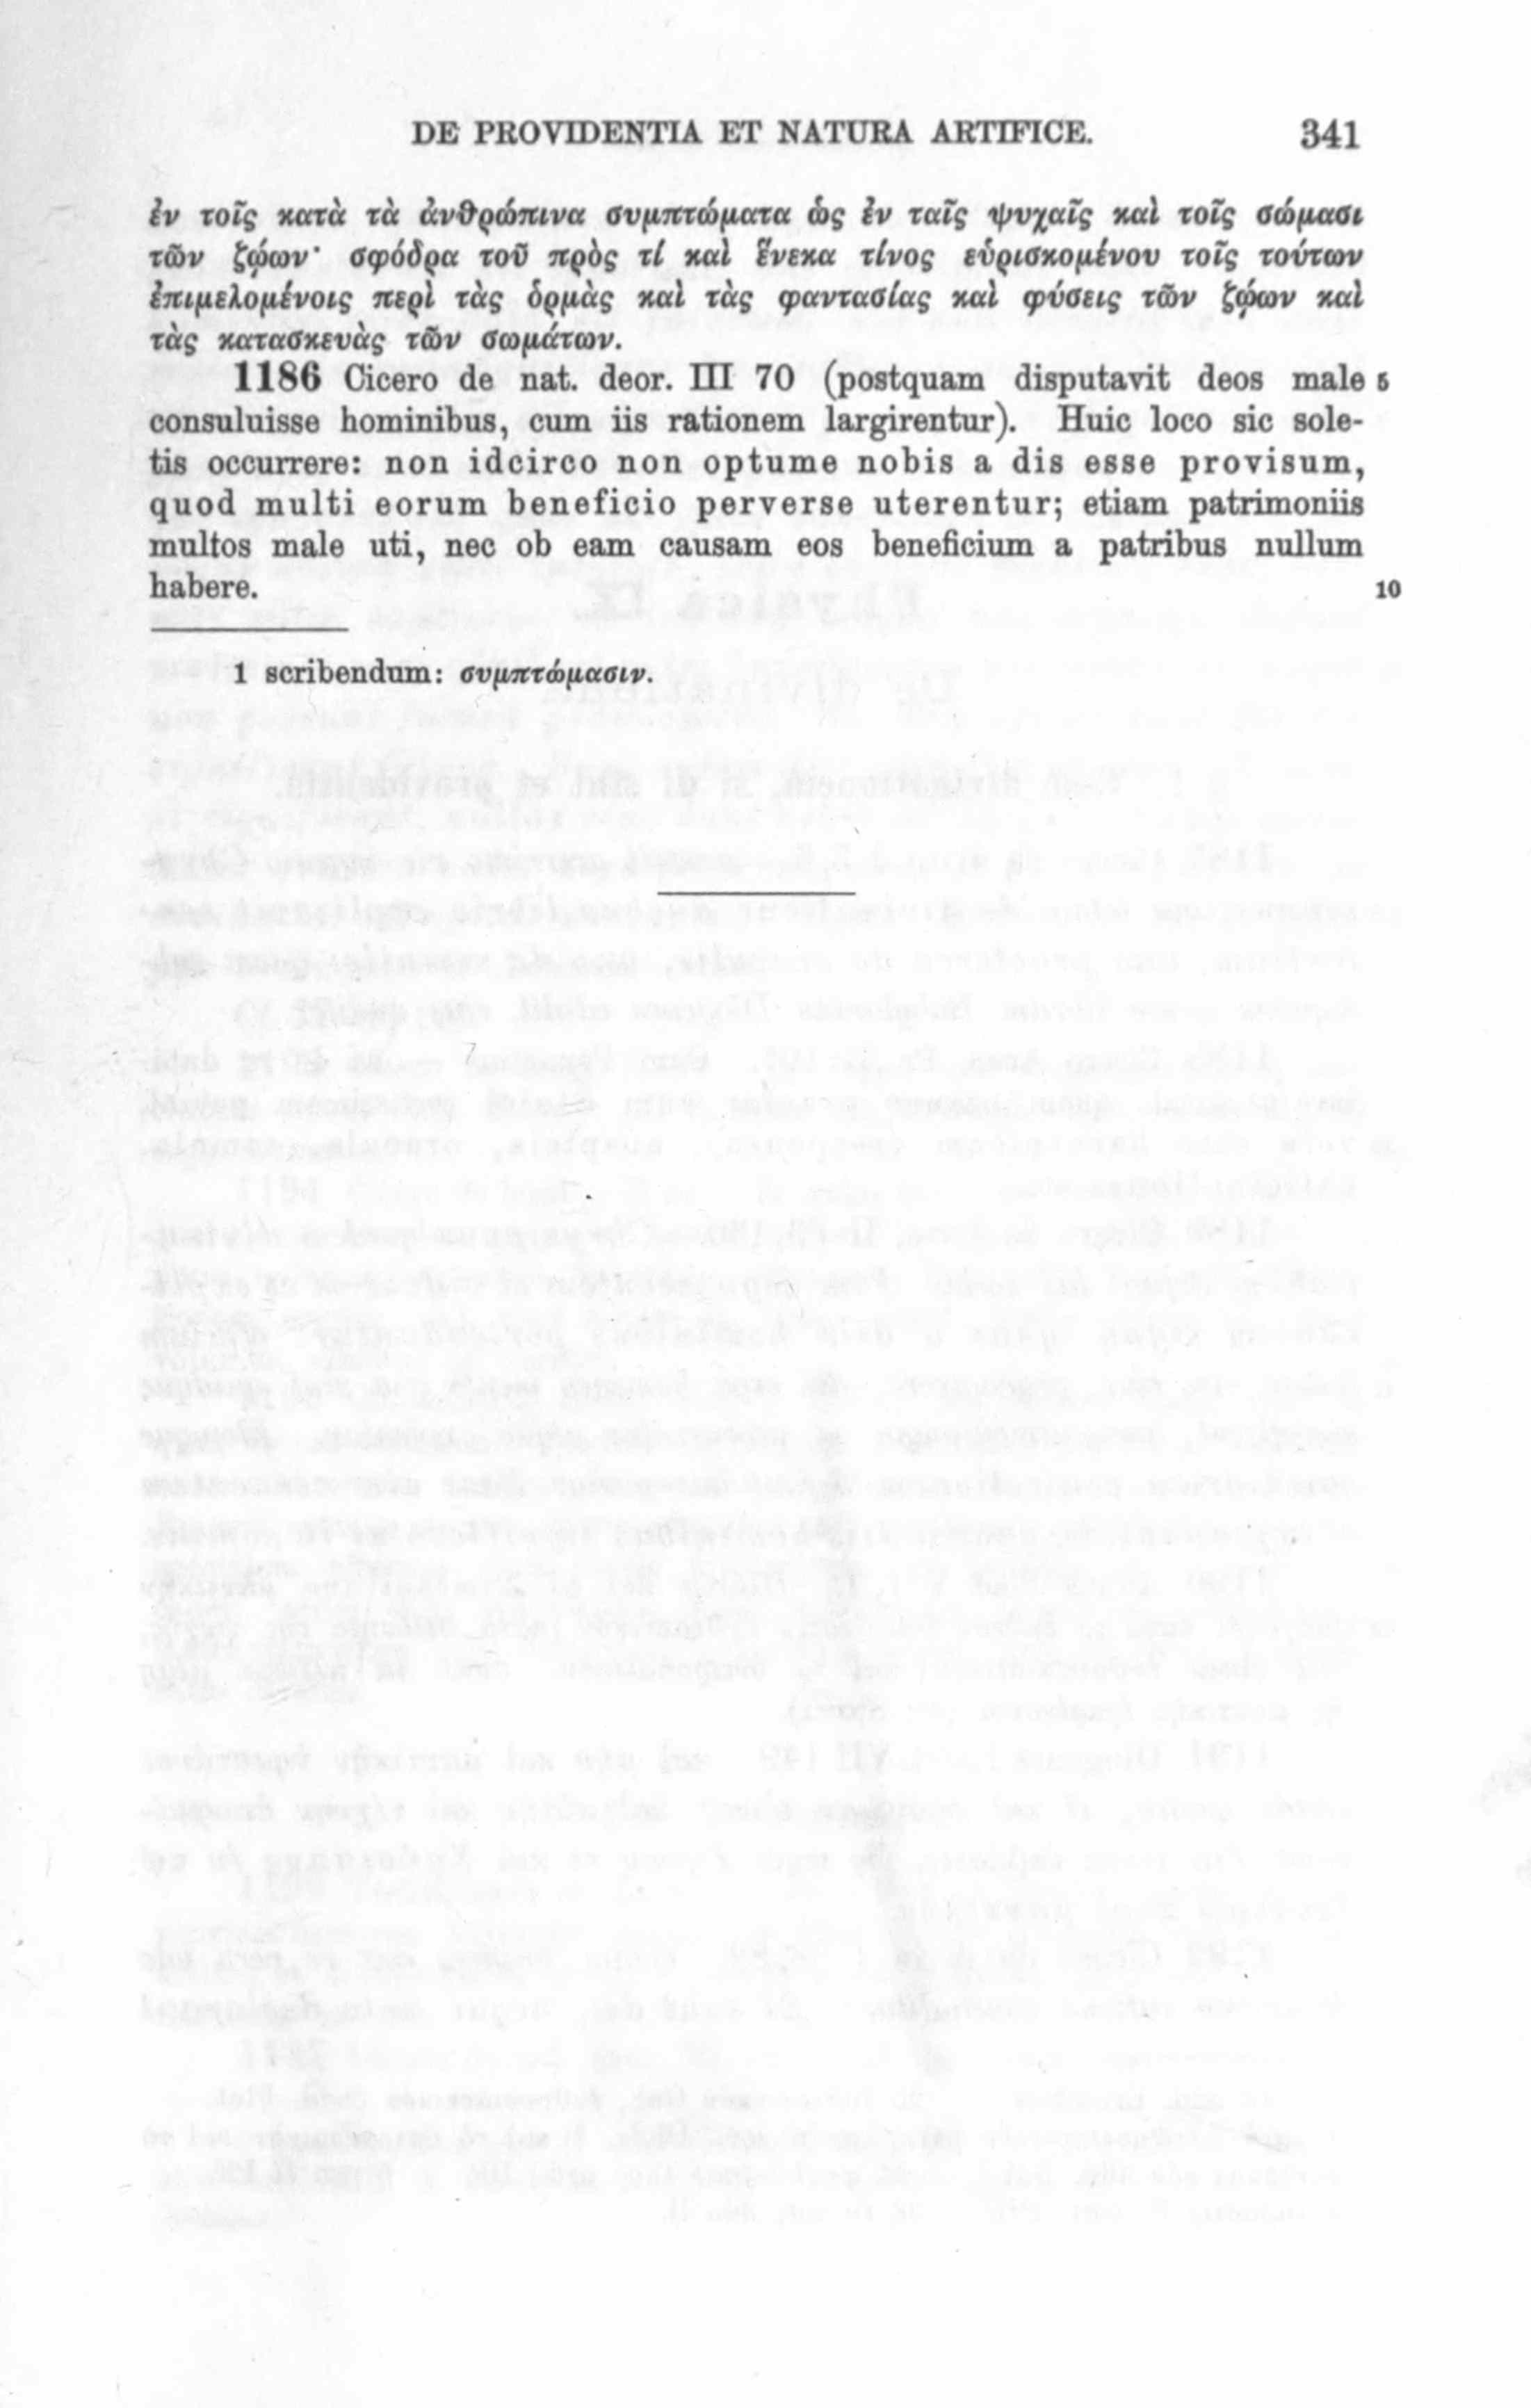 DE PROVIDENTIA ET NATURA ARTIFICE. 341
ἐν τοῖς κατὰ τὰ ἀνθρώπινα συμπτώματα ὡς ἐν ταῖς ψυχαῖς καὶ τοῖς σώμασι
τῶν ζῴων· σφόδρα τοῦ πρὸς τί καὶ ἕνεκα τίνος εὑρισκομένου τοῖς τούτων
ἐπιμελομένοις περὶ τὰς ὁρμὰς καὶ τὰς φαντασίας καὶ φύσεις τῶν ζῴων καὶ
τὰς κατασκευὰς τῶν σωμάτων.
1186 Cicero de nat. deor. III 70 (postquam disputavit deos male 5
consuluisse hominibus, cum iis rationem largirentur). Huic loco sic sole-
tis occurrere: non idcirco non optume nobis a dis esse provisum,
quod multi eorum beneficio perverse uterentur; etiam patrimoniis
multos male uti, nec ob eam causam eos beneficium a patribus nullum
habere. 10
1 scribendum: συμπτώμασιν.